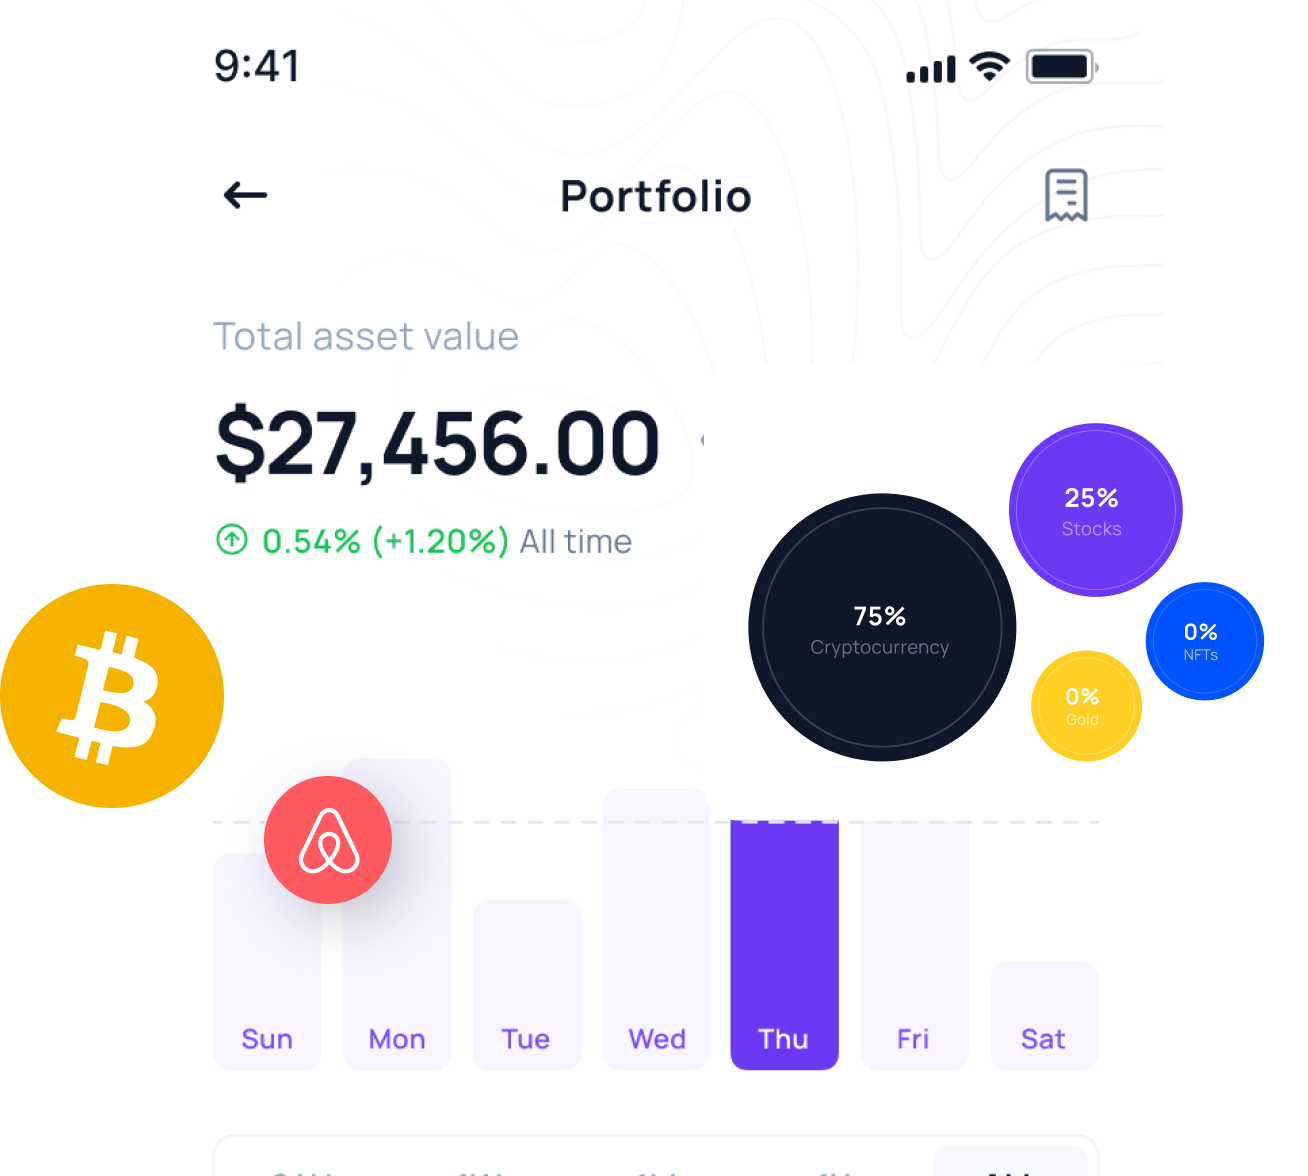 9:41
Portfolio
Total asset value
$27,456.00
0.54% (+1.20%) All time
25%
Stocks
75%
Cryptocurrency
0%
NFTs
0%
Gold
Sun Mon Tue Wed Thu Fri Sat